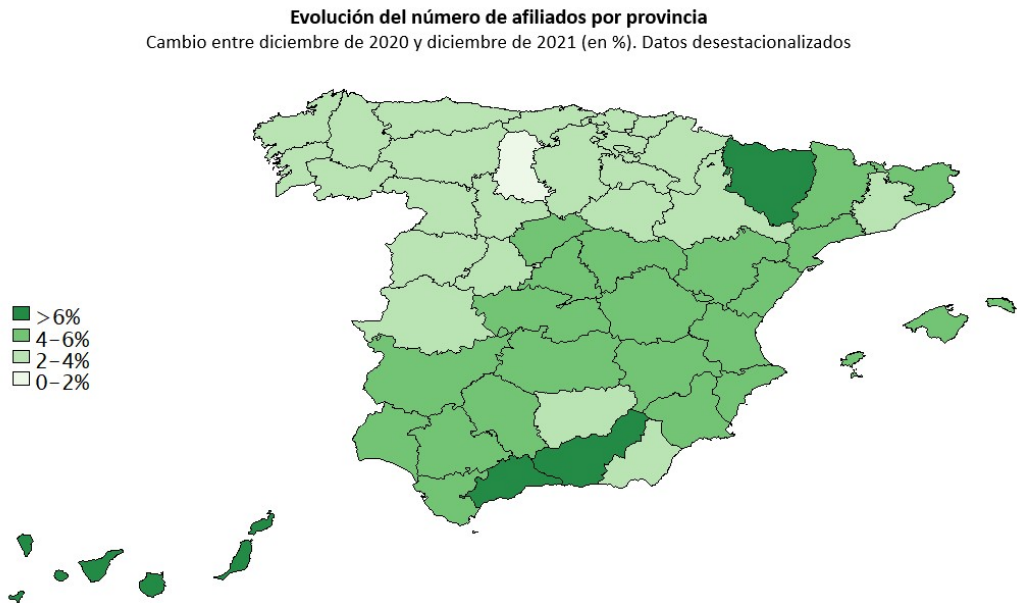 Evolución del número de afiliados por provincia
Cambio entre diciembre de 2020 y diciembre de 2021 (en %). Datos desestacionalizados
>6%
4–6%
2–4%
0–2%